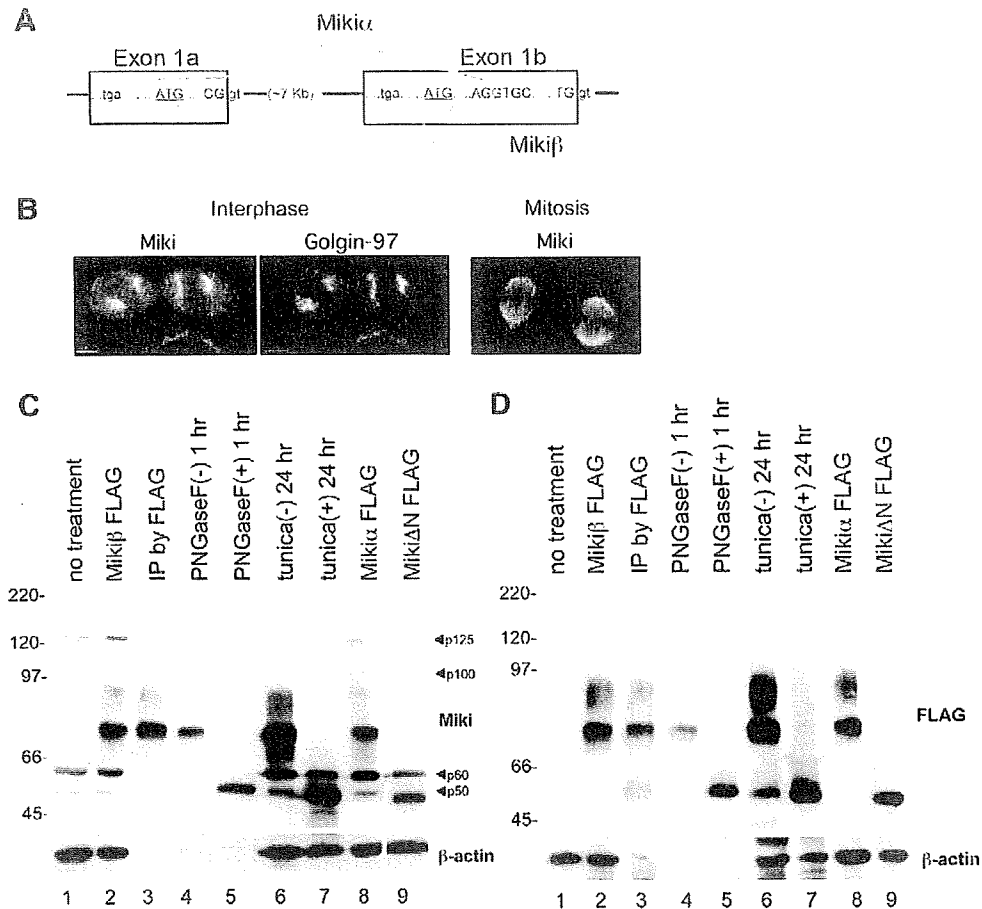 A
Mikiα
Exon 1a
Exon 1b
...tga ... ATG ... CG gt
(~7 Kb)
...tga.... ATG ...AGGTGC... TG gt
Mikiβ
B
Interphase
Mitosis
Miki
Golgin-97
Miki
C
no treatment
Mikiβ FLAG
IP by FLAG
PNGaseF(-) 1 hr
PNGaseF(+) 1 hr
tunica(-) 24 hr
tunica(+) 24 hr
Mikiα FLAG
MikiΔN FLAG
220-
120-
97-
66-
45-
p125
p100
Miki
p60
p50
β-actin
1 2 3 4 5 6 7 8 9
D
no treatment
Mikiβ FLAG
IP by FLAG
PNGaseF(-) 1 hr
PNGaseF(+) 1 hr
tunica(-) 24 hr
tunica(+) 24 hr
Mikiα FLAG
MikiΔN FLAG
220-
120-
97-
66-
45-
FLAG
β-actin
1 2 3 4 5 6 7 8 9